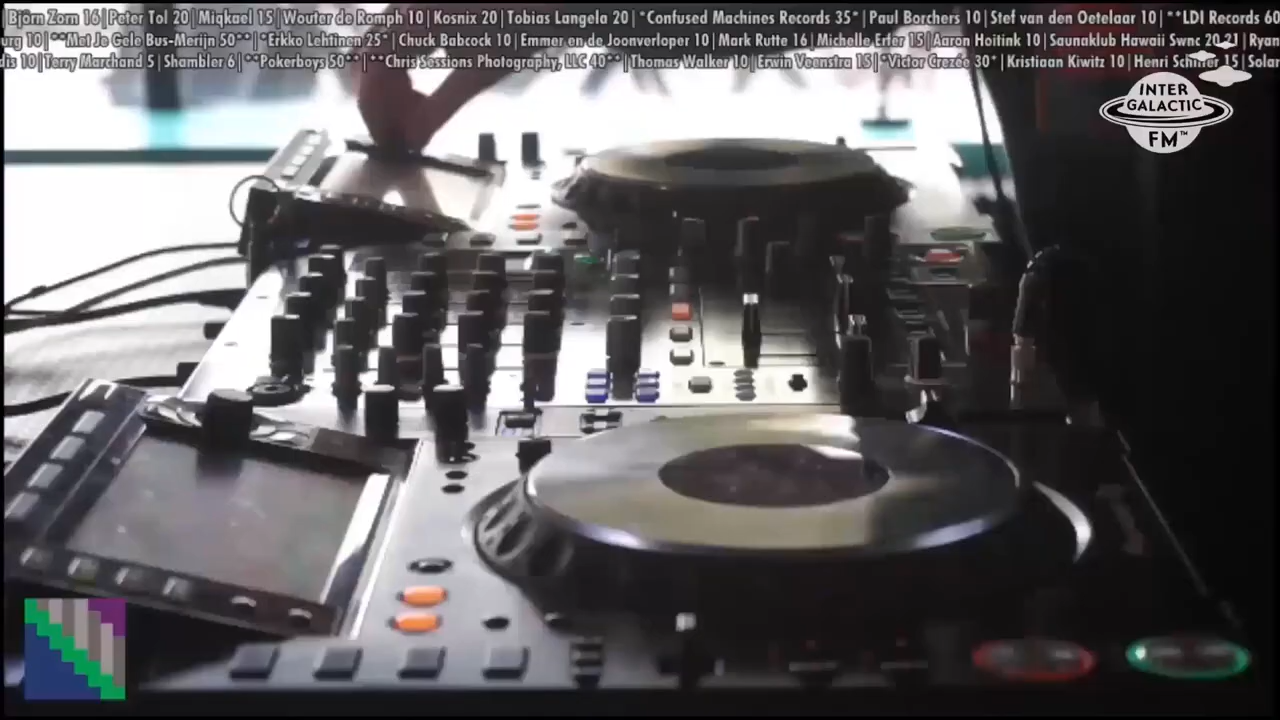 | Björn Zorn 16 | Peter Tol 20 | Miqkael 15 | Wouter de Romph 10 | Kosnix 20 | Tobias Langela 20 | *Confused Machines Records 35* | Paul Borchers 10 | Stef van den Oetelaar 10 | **LDI Records 60
urg 10 | **Met Je Gele Bus-Merijn 50** | *Erkko Lehtinen 25* | Chuck Babcock 10 | Emmer en de Joonverloper 10 | Mark Rutte 16 | Michelle Erfer 15 | Aaron Hoitink 10 | Saunaklub Hawaii Swnc 20.21 | Ryan
dis 10 | Terry Marchand 5 | Shambler 6 | **Pokerboys 50** | **Chris Sessions Photography, LLC 40** | Thomas Walker 10 | Erwin Veenstra 15 | *Victor Crezée 30* | Kristiaan Kiwitz 10 | Henri 15 | Solar
INTER
GALACTIC
FM™